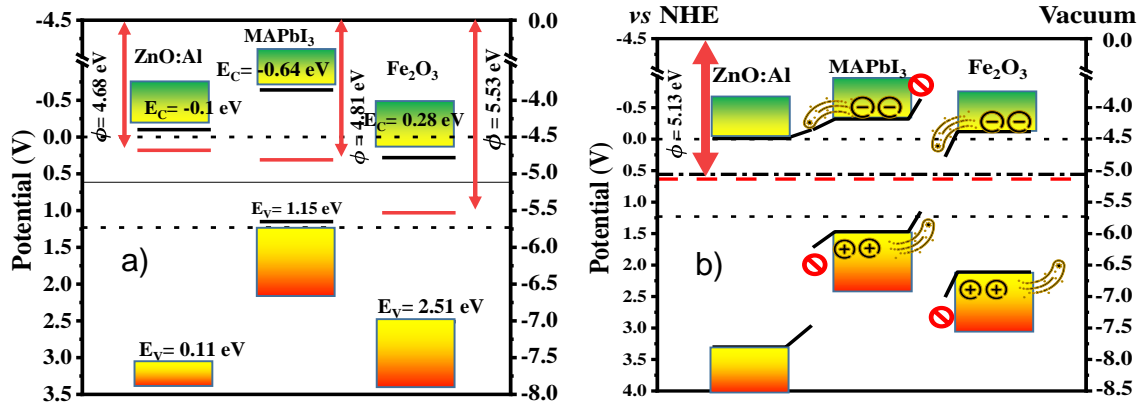 -4.5
-0.5
0.0
0.5
1.0
1.5
2.0
2.5
3.0
3.5
Potential (V)
0.0
-4.0
-4.5
-5.0
-5.5
-6.0
-6.5
-7.0
-7.5
-8.0
ϕ= 4.68 eV
ZnO:Al
E_C= -0.1 eV
MAPbI₃
E_C= -0.64 eV
ϕ= 4.81 eV
Fe₂O₃
E_C= 0.28 eV
ϕ= 5.53 eV
E_V= 1.15 eV
E_V= 2.51 eV
E_V= 0.11 eV
a)
vs NHE
Vacuum
-4.5
-0.5
0.0
0.5
1.0
1.5
2.0
2.5
3.0
3.5
4.0
Potential (V)
0.0
-4.0
-4.5
-5.0
-5.5
-6.0
-6.5
-7.0
-7.5
-8.0
-8.5
ϕ= 5.13 eV
ZnO:Al
MAPbI₃
Fe₂O₃
b)